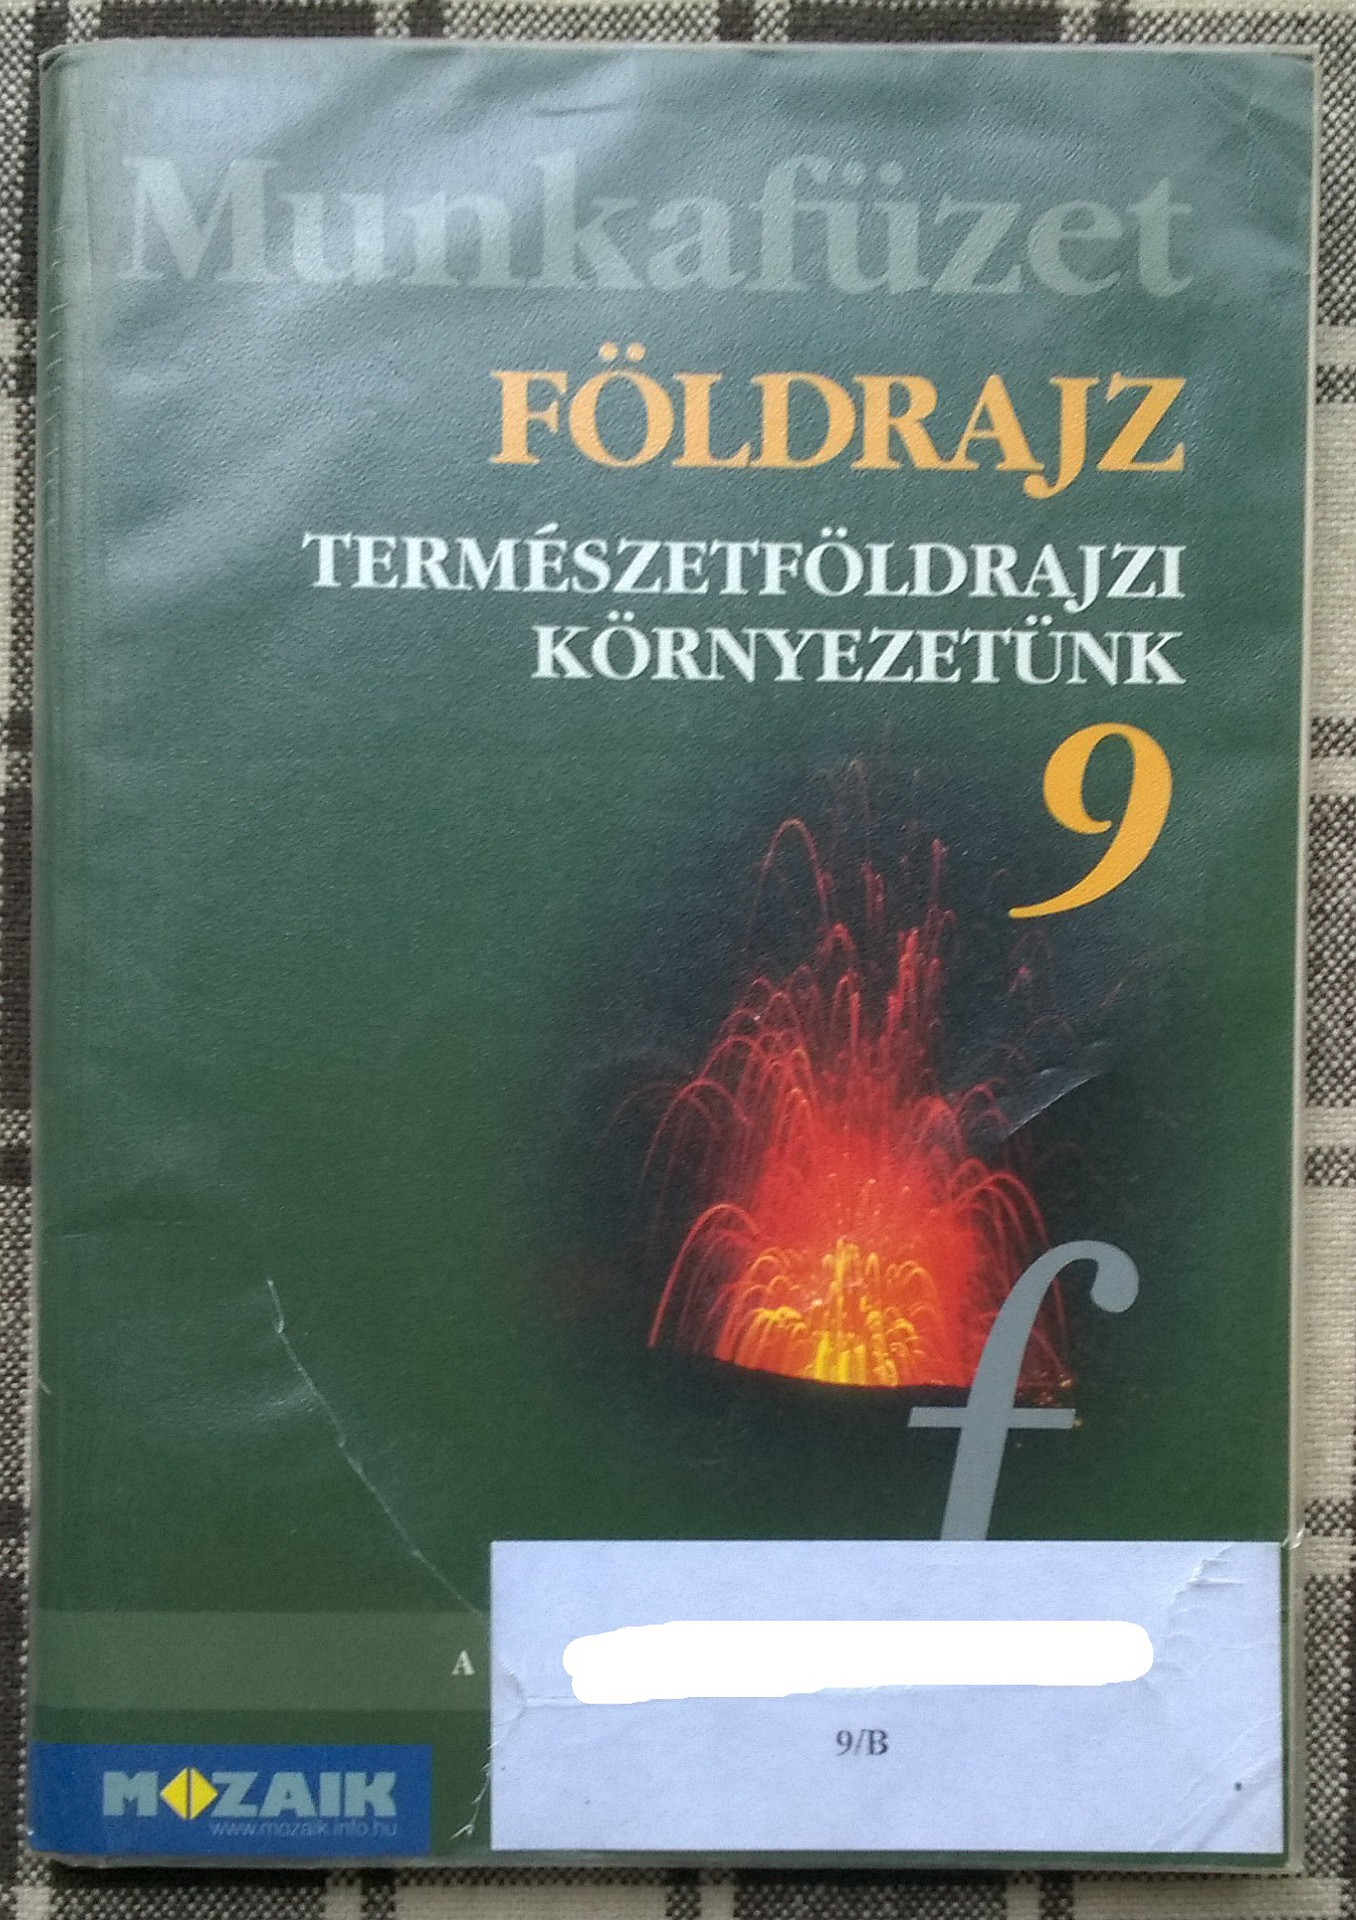 Munkafüzet
FÖLDRAJZ
TERMÉSZETFÖLDRAJZI
KÖRNYEZETÜNK
9
f
A
9/B
MOZAIK
www.mozaik.info.hu